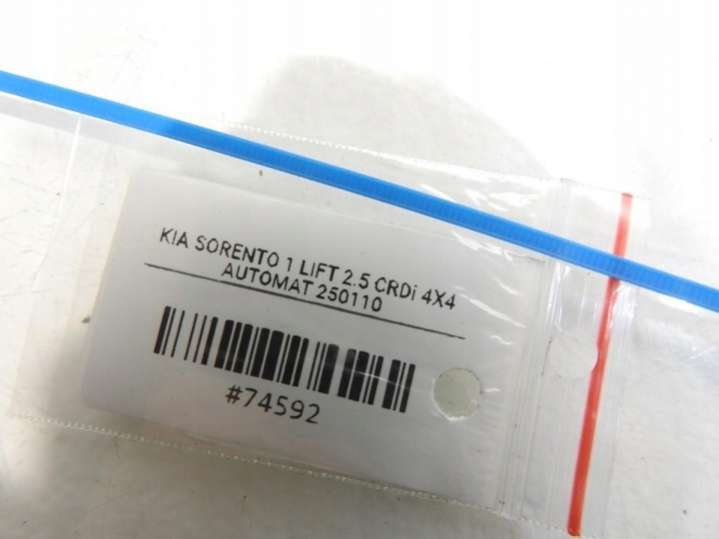 KIA SORENTO 1 LIFT 2.5 CRDi 4X4
AUTOMAT 250110
#74592